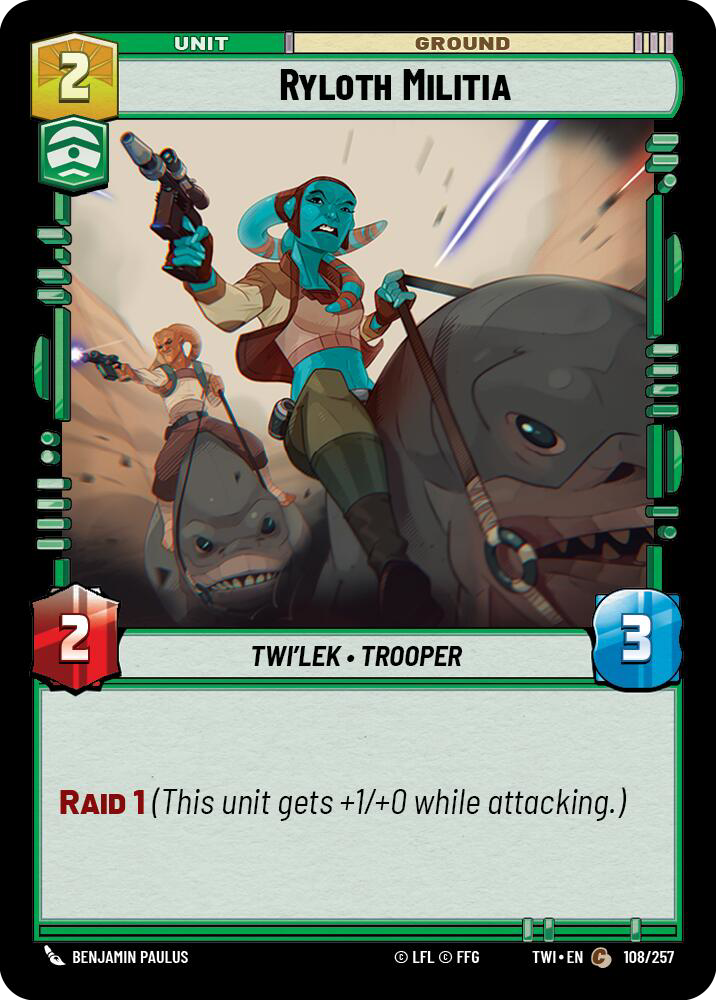 UNIT GROUND
2 RYLOTH MILITIA
2 TWI'LEK • TROOPER 3
RAID 1 (This unit gets +1/+0 while attacking.)
BENJAMIN PAULUS © LFL © FFG TWI • EN C 108/257